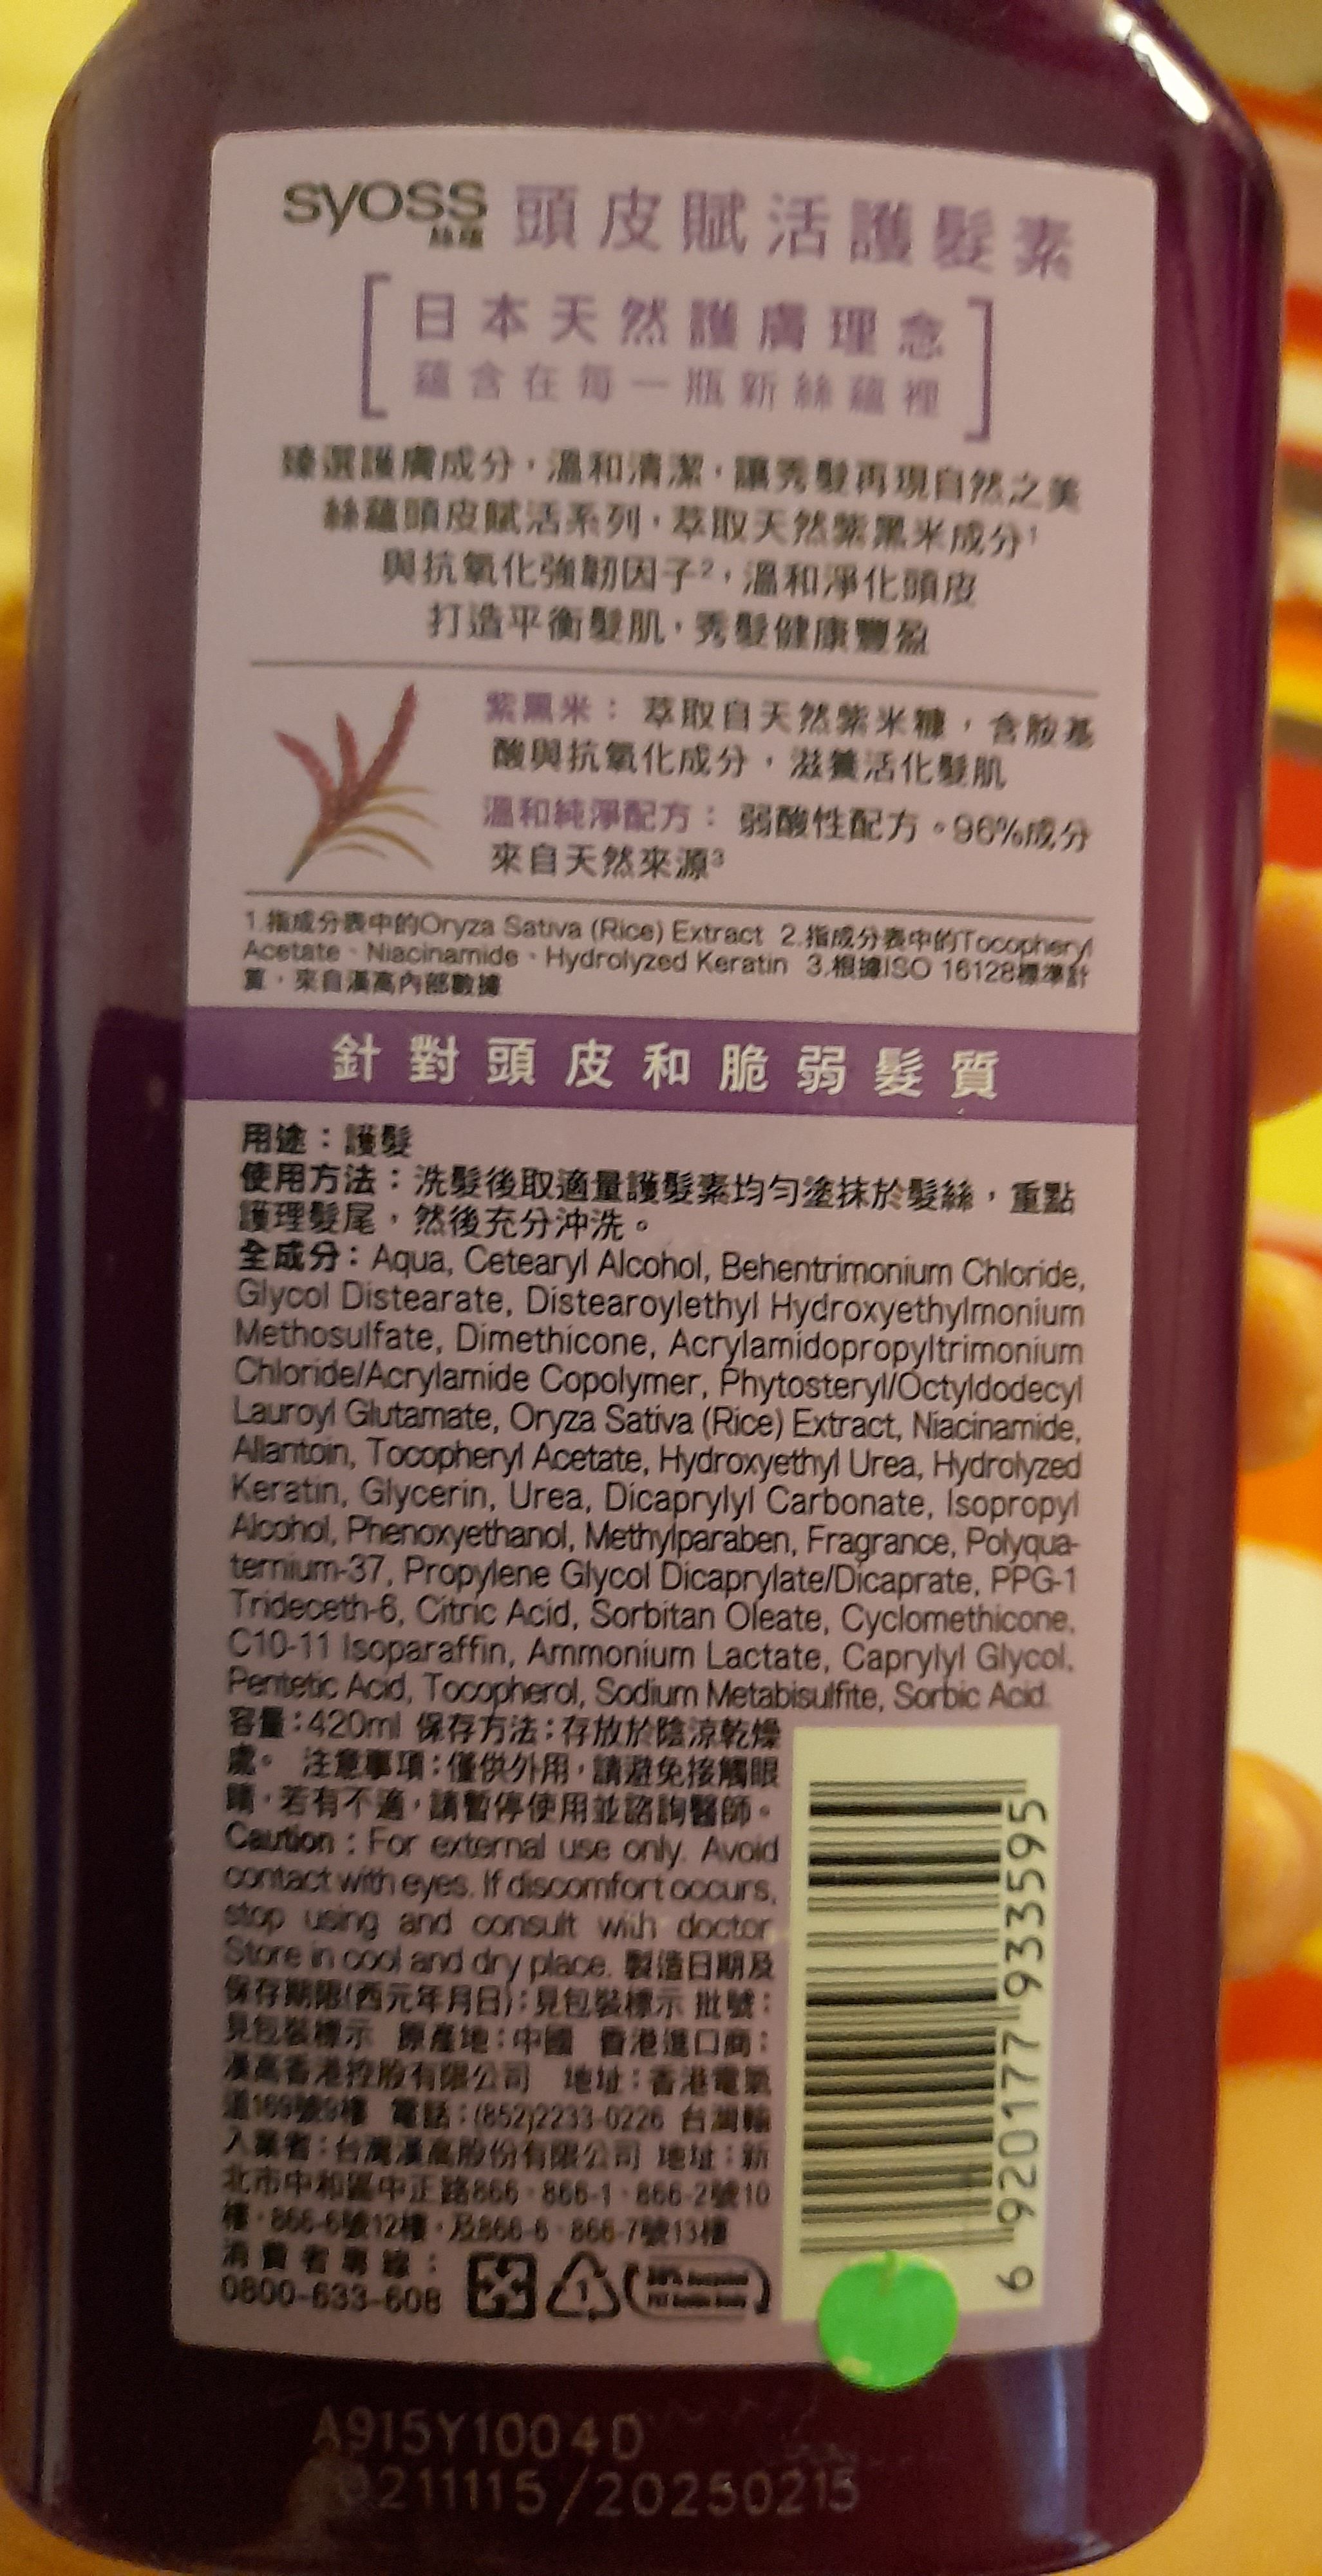 syoss 頭皮賦活護髮素
絲蘊
日本天然護膚理念
蘊含在每一瓶新絲蘊裡
臻選護膚成分，溫和清潔，讓秀髮再現自然之美
絲蘊頭皮賦活系列，萃取天然紫黑米成分¹
與抗氧化強韌因子²，溫和淨化頭皮
打造平衡髮肌，秀髮健康豐盈
紫黑米：萃取自天然紫米糠，含胺基
酸與抗氧化成分，滋養活化髮肌
溫和純淨配方：弱酸性配方。96%成分
來自天然來源³
1.指成分表中的Oryza Sativa (Rice) Extract 2.指成分表中的Tocopheryl
Acetate、Niacinamide、Hydrolyzed Keratin 3.根據ISO 16128標準計
算，來自漢高內部數據
針對頭皮和脆弱髮質
用途：護髮
使用方法：洗髮後取適量護髮素均勻塗抹於髮絲，重點
護理髮尾，然後充分沖洗。
全成分：Aqua, Cetearyl Alcohol, Behentrimonium Chloride,
Glycol Distearate, Distearoylethyl Hydroxyethylmonium
Methosulfate, Dimethicone, Acrylamidopropyltrimonium
Chloride/Acrylamide Copolymer, Phytosteryl/Octyldodecyl
Lauroyl Glutamate, Oryza Sativa (Rice) Extract, Niacinamide,
Allantoin, Tocopheryl Acetate, Hydroxyethyl Urea, Hydrolyzed
Keratin, Glycerin, Urea, Dicaprylyl Carbonate, Isopropyl
Alcohol, Phenoxyethanol, Methylparaben, Fragrance, Polyqua-
ternium-37, Propylene Glycol Dicaprylate/Dicaprate, PPG-1
Trideceth-6, Citric Acid, Sorbitan Oleate, Cyclomethicone,
C10-11 Isoparaffin, Ammonium Lactate, Caprylyl Glycol,
Pentetic Acid, Tocopherol, Sodium Metabisulfite, Sorbic Acid.
容量：420ml 保存方法：存放於陰涼乾燥
處。 注意事項：僅供外用，請避免接觸眼
睛，若有不適，請暫停使用並諮詢醫師。
Caution : For external use only. Avoid
contact with eyes. If discomfort occurs,
stop using and consult with doctor.
Store in cool and dry place. 製造日期及
保存期限(西元年月日)：見包裝標示 批號：
見包裝標示 原產地：中國 香港進口商：
漢高香港控股有限公司 地址：香港電氣
道169號9樓 電話：(852)2233-0226 台灣輸
入業者：台灣漢高股份有限公司 地址：新
北市中和區中正路866、866-1、866-2號10
樓、866-6號12樓、及866-6、866-7號13樓
消費者專線：
0800-633-608
6 920177 933595
A915Y1004D
0211115/20250215